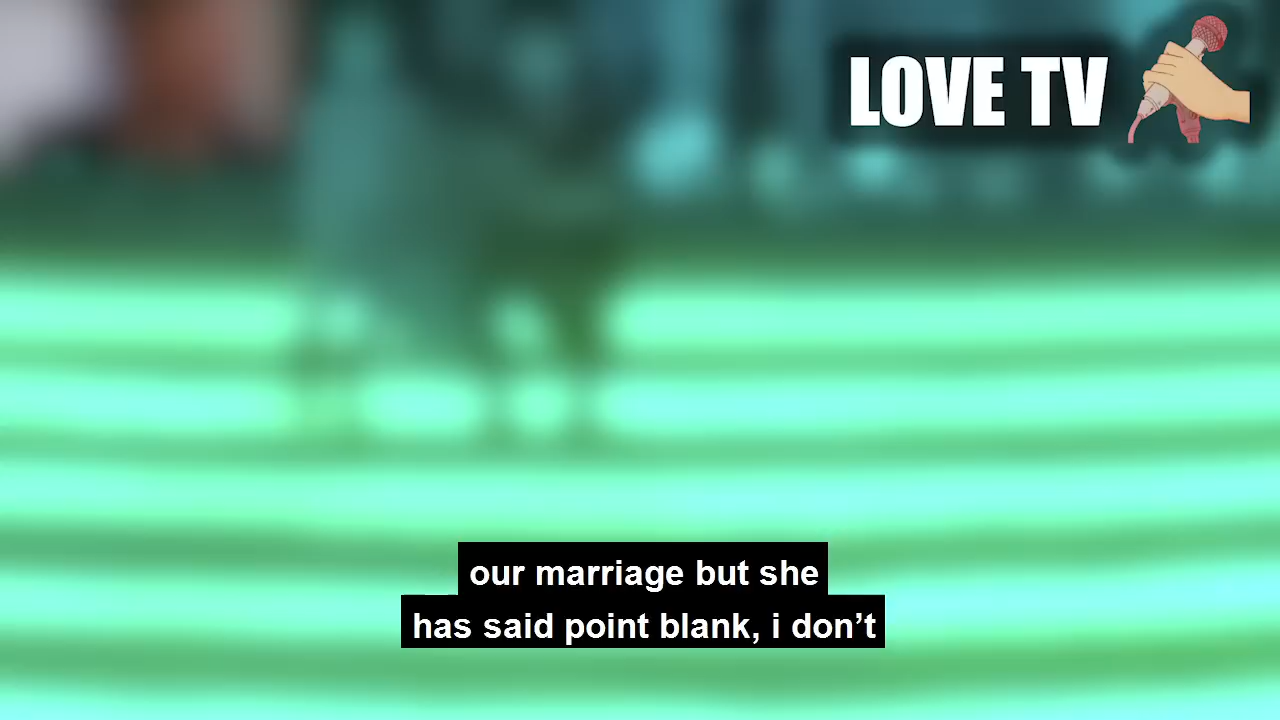 LOVE TV
our marriage but she
has said point blank, i don’t